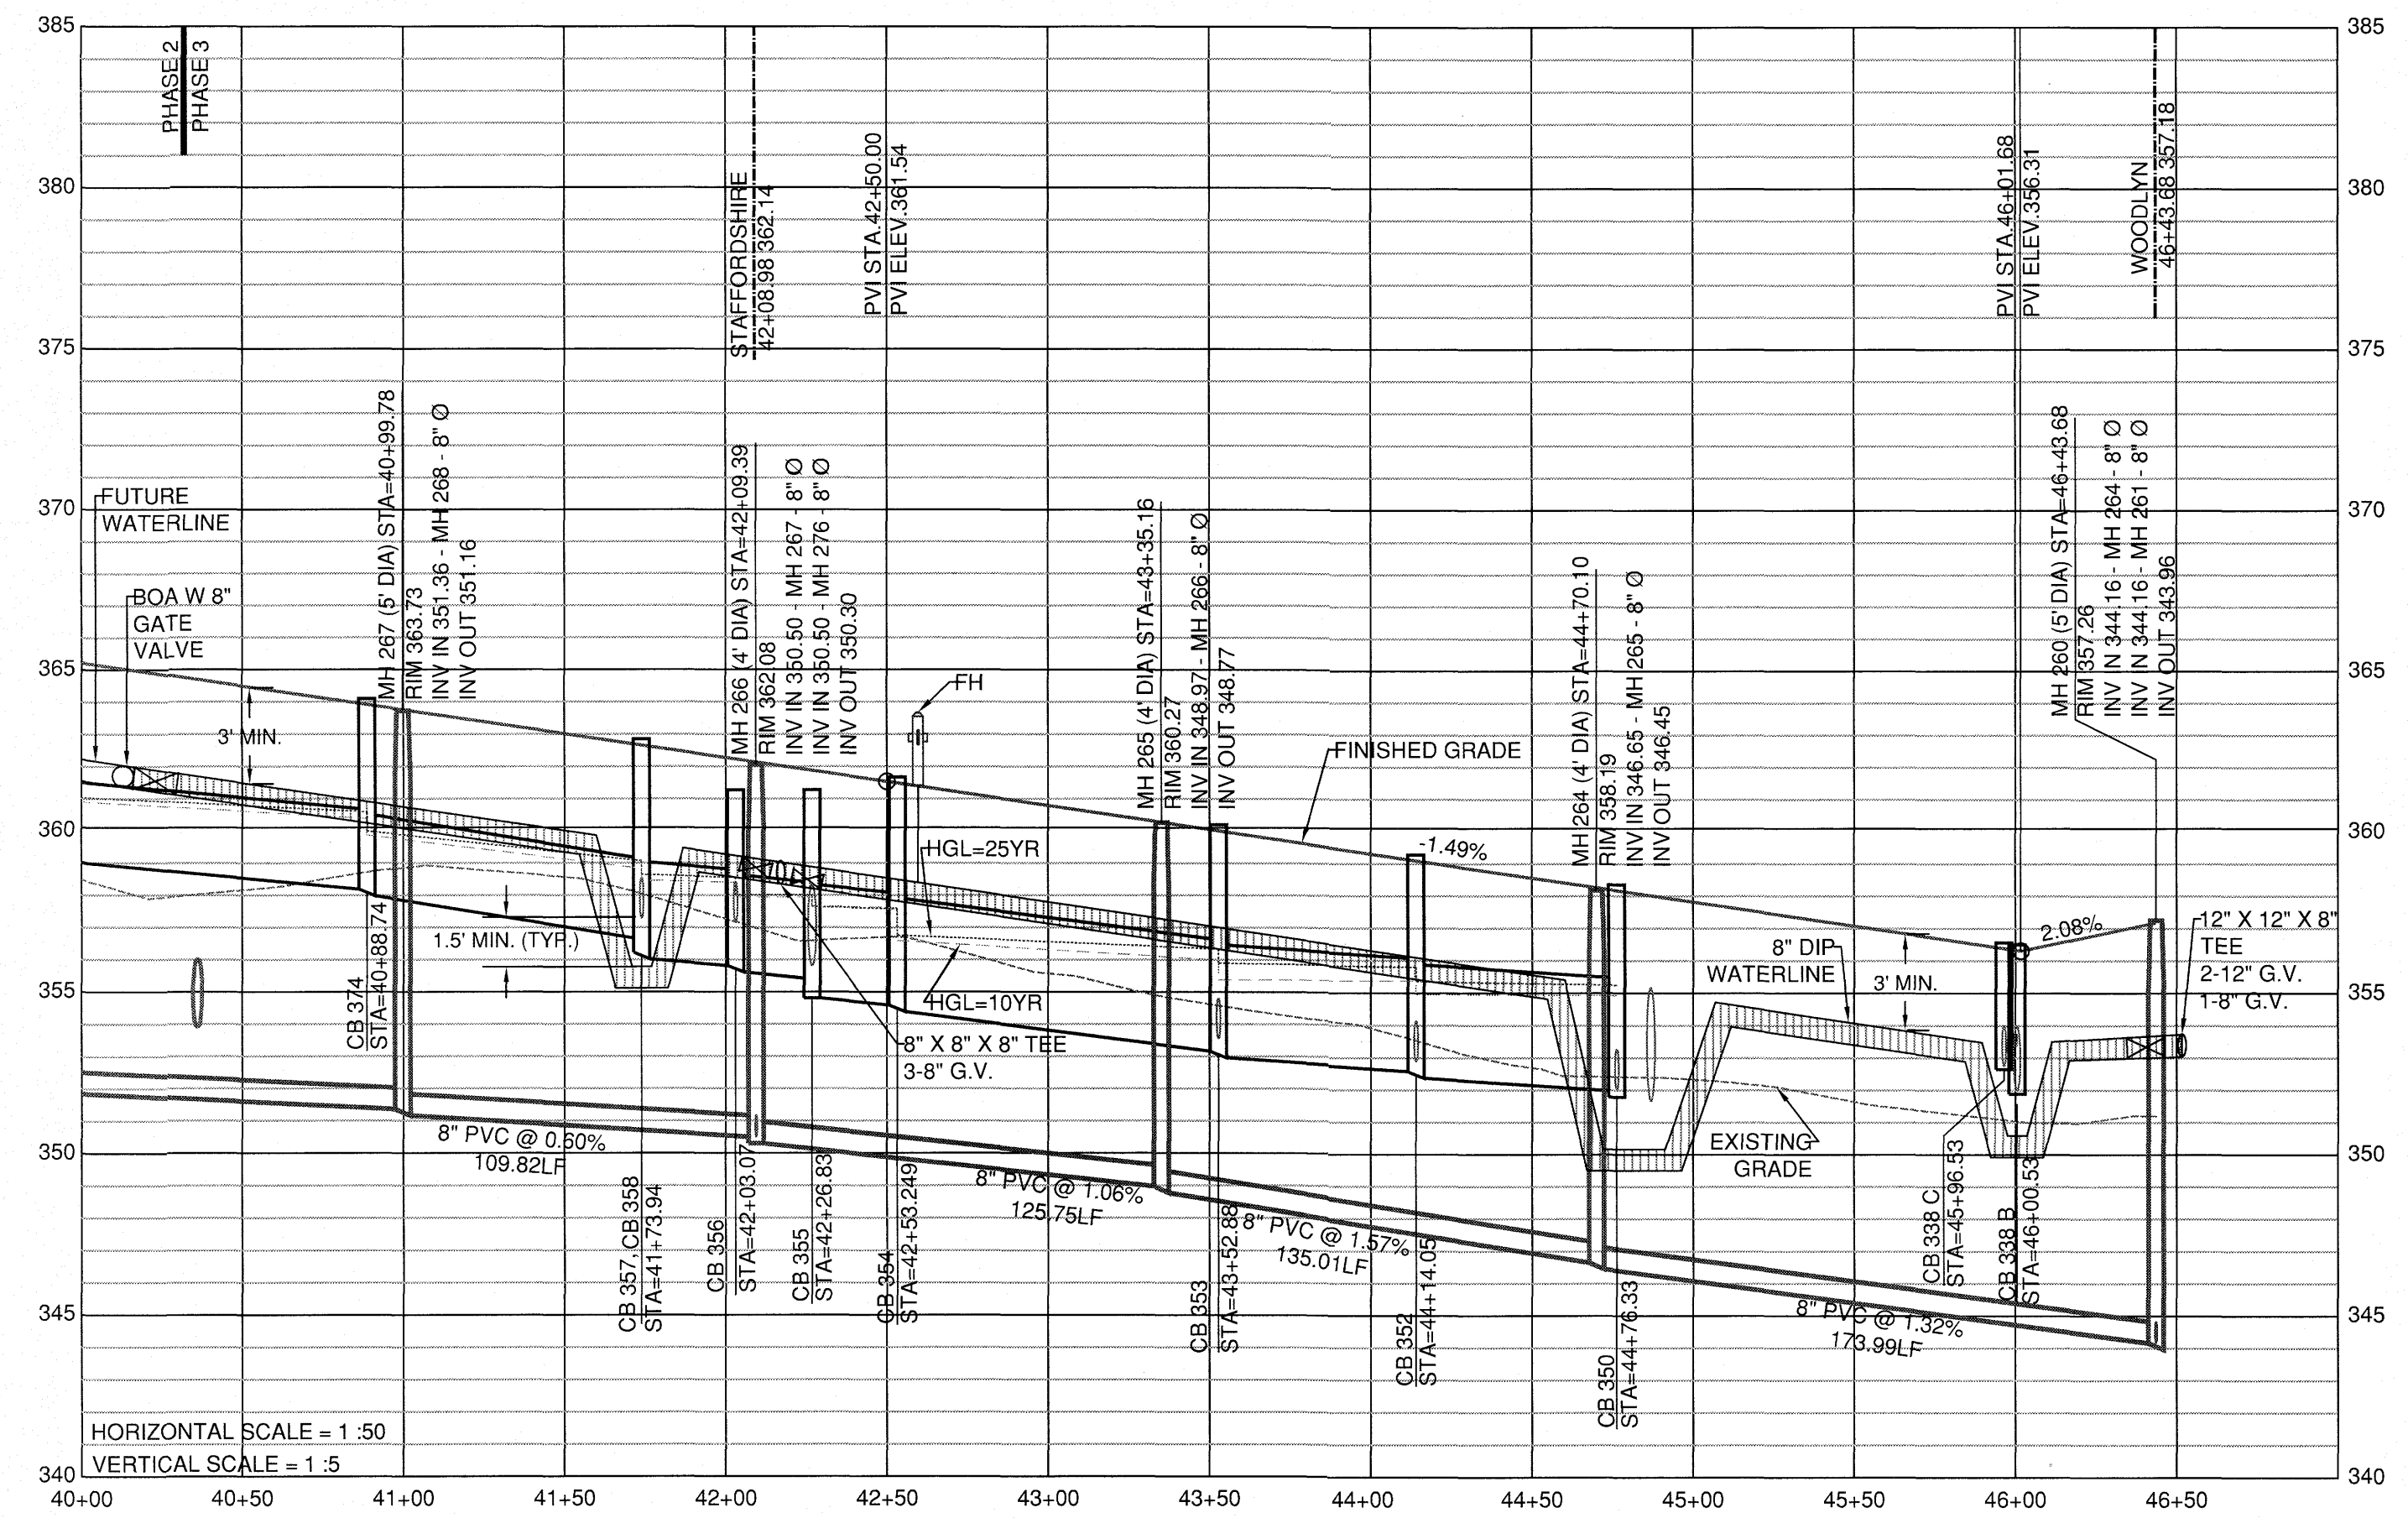 385
385
PHASE 2
PHASE 3
380
380
STAFFORDSHIRE
42+08.98 362.14
PVI STA.42+50.00
PVI ELEV.361.54
PVI STA.46+01.68
PVI ELEV.356.31
WOODLYN
46+43.68 357.18
375
375
370
370
FUTURE
WATERLINE
BOA W 8"
GATE
VALVE
MH 267 (5' DIA) STA=40+99.78
RIM 363.73
INV IN 351.36 - MH 268 - 8" Ø
INV OUT 351.16
MH 266 (4' DIA) STA=42+09.39
RIM 362.08
INV IN 350.50 - MH 267 - 8" Ø
INV IN 350.50 - MH 276 - 8" Ø
INV OUT 350.30
MH 265 (4' DIA) STA=43+35.16
RIM 360.27
INV IN 348.97 - MH 266 - 8" Ø
INV OUT 348.77
MH 264 (4' DIA) STA=44+70.10
RIM 358.19
INV IN 346.65 - MH 265 - 8" Ø
INV OUT 346.45
MH 260 (5' DIA) STA=46+43.68
RIM 357.26
INV IN 344.16 - MH 264 - 8" Ø
INV IN 344.16 - MH 261 - 8" Ø
INV OUT 343.96
365
365
3' MIN.
FH
FINISHED GRADE
360
360
HGL=25YR
-1.49%
1.5' MIN. (TYP.)
HGL=10YR
8" X 8" X 8" TEE
3-8" G.V.
8" DIP
WATERLINE
3' MIN.
2.08%
12" X 12" X 8"
TEE
2-12" G.V.
1-8" G.V.
355
355
CB 374
STA=40+88.74
EXISTING
GRADE
350
350
8" PVC @ 0.60%
109.82LF
8" PVC @ 1.06%
125.75LF
8" PVC @ 1.57%
135.01LF
8" PVC @ 1.32%
173.99LF
CB 357, CB 358
STA=41+73.94
CB 356
STA=42+03.07
CB 355
STA=42+26.83
CB 354
STA=42+53.249
CB 353
STA=43+52.88
CB 352
STA=44+14.05
CB 350
STA=44+76.33
CB 338 C
STA=45+96.53
CB 338 B
STA=46+00.53
345
345
HORIZONTAL SCALE = 1 :50
VERTICAL SCALE = 1 :5
340
340
40+00
40+50
41+00
41+50
42+00
42+50
43+00
43+50
44+00
44+50
45+00
45+50
46+00
46+50